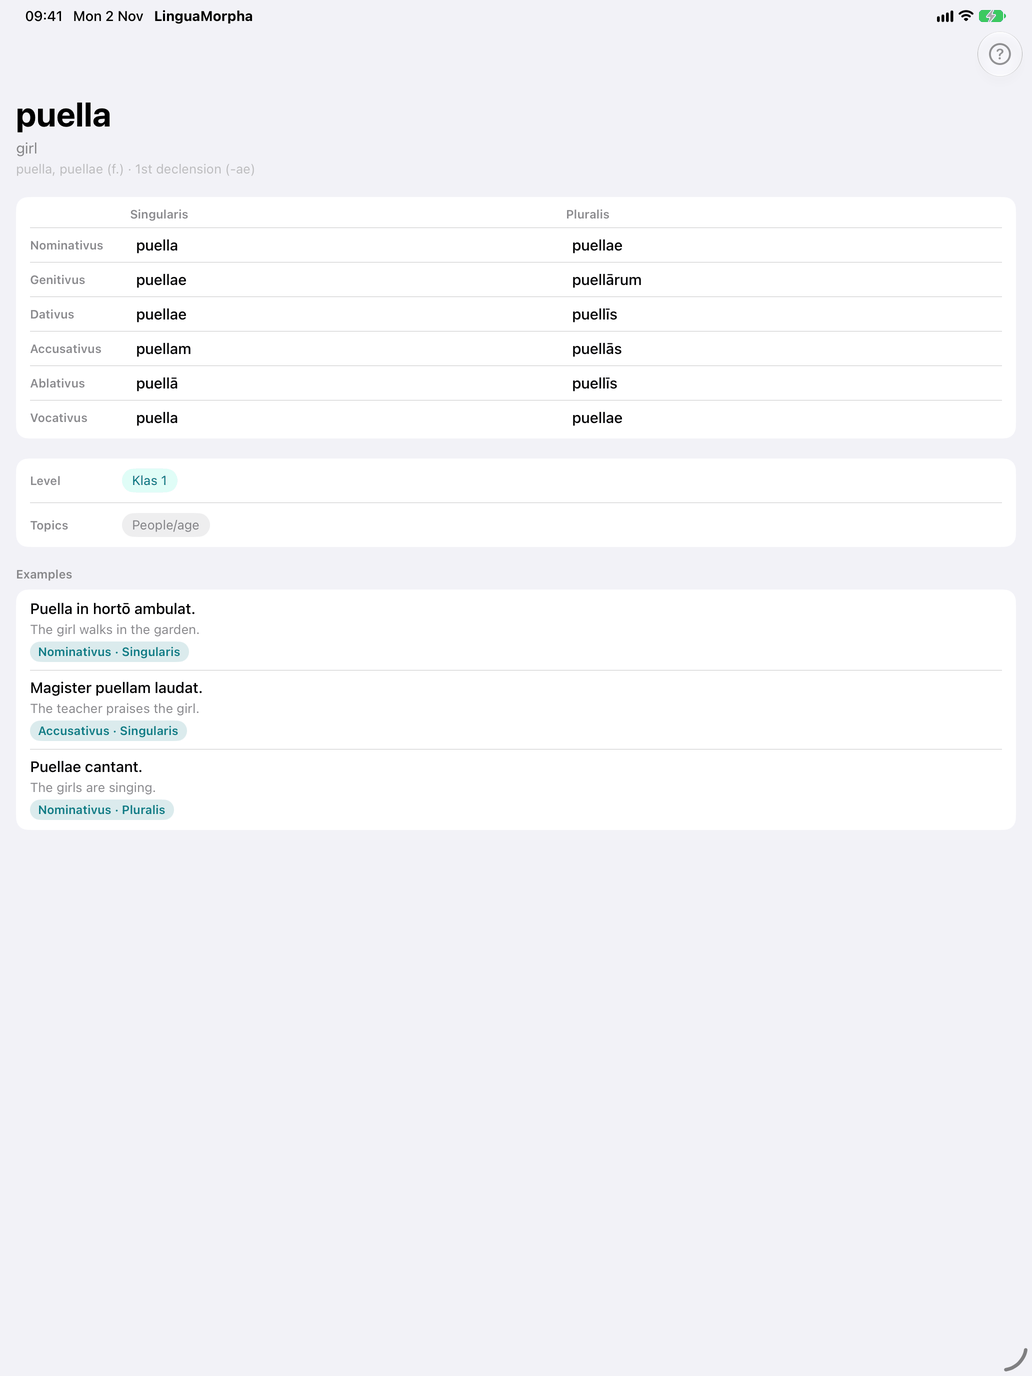 09:41 Mon 2 Nov LinguaMorpha
puella
girl
puella, puellae (f.) · 1st declension (-ae)
Singularis Pluralis
Nominativus puella puellae
Genitivus puellae puellārum
Dativus puellae puellīs
Accusativus puellam puellās
Ablativus puellā puellīs
Vocativus puella puellae
Level Klas 1
Topics People/age
Examples
Puella in hortō ambulat.
The girl walks in the garden.
Nominativus · Singularis
Magister puellam laudat.
The teacher praises the girl.
Accusativus · Singularis
Puellae cantant.
The girls are singing.
Nominativus · Pluralis